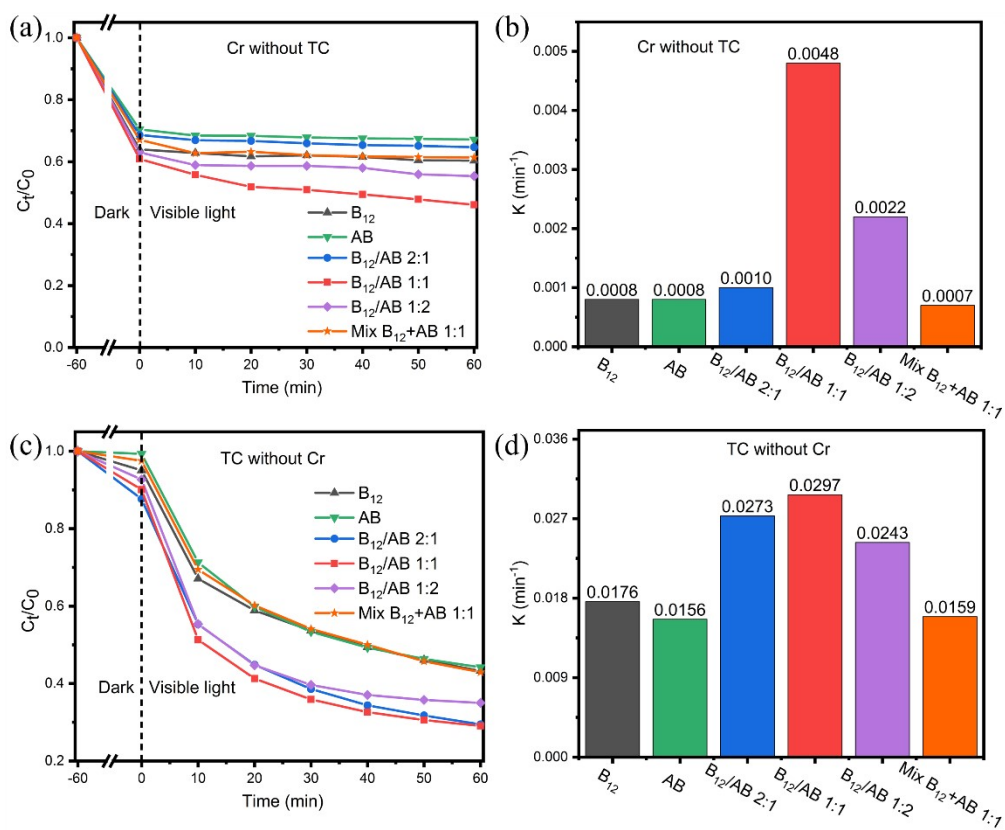 (a)
Cr without TC
Cₜ/C₀
1.0
0.8
0.6
0.4
0.2
0.0
Dark
Visible light
B₁₂
AB
B₁₂/AB 2:1
B₁₂/AB 1:1
B₁₂/AB 1:2
Mix B₁₂+AB 1:1
-60 0 10 20 30 40 50 60
Time (min)
(b)
Cr without TC
K (min⁻¹)
0.005
0.004
0.003
0.002
0.001
0.000
0.0008
0.0008
0.0010
0.0048
0.0022
0.0007
B₁₂
AB
B₁₂/AB 2:1
B₁₂/AB 1:1
B₁₂/AB 1:2
Mix B₁₂+AB 1:1
(c)
TC without Cr
Cₜ/C₀
1.0
0.8
0.6
0.4
0.2
Dark
Visible light
B₁₂
AB
B₁₂/AB 2:1
B₁₂/AB 1:1
B₁₂/AB 1:2
Mix B₁₂+AB 1:1
-60 0 10 20 30 40 50 60
Time (min)
(d)
TC without Cr
K (min⁻¹)
0.036
0.027
0.018
0.009
0.000
0.0176
0.0156
0.0273
0.0297
0.0243
0.0159
B₁₂
AB
B₁₂/AB 2:1
B₁₂/AB 1:1
B₁₂/AB 1:2
Mix B₁₂+AB 1:1